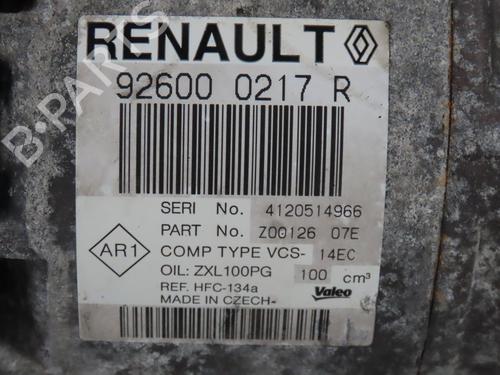 RENAULT
92600 0217 R
SERI No. 4120514966
PART No. Z00126 07E
AR1
COMP TYPE VCS- 14EC
OIL: ZXL100PG 100 cm³
REF. HFC-134a
MADE IN CZECH-
Valeo
B-PARTS